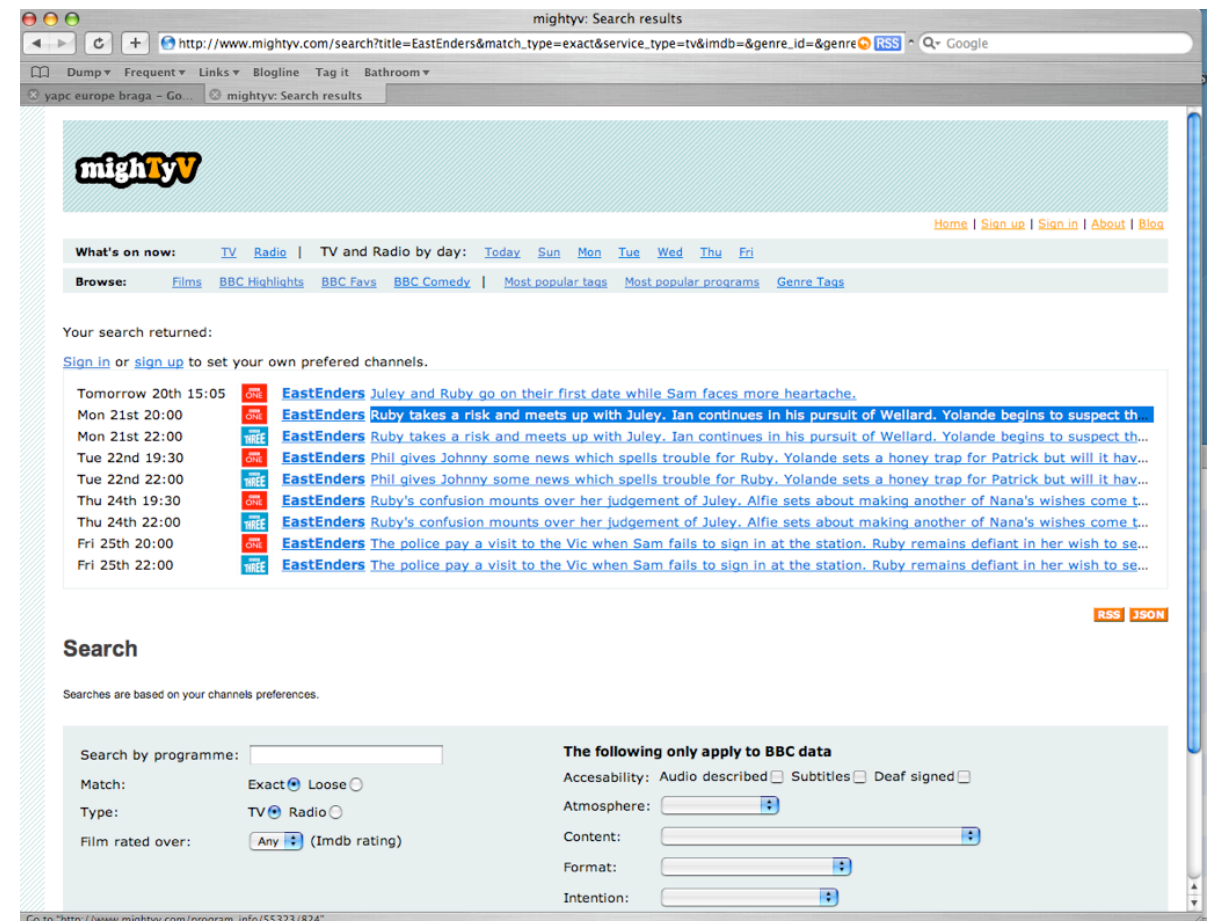 mightyv: Search results
http://www.mightyv.com/search?title=EastEnders&match_type=exact&service_type=tv&imdb=&genre_id=&genre RSS Google
Dump Frequent Links Blogline Tag it Bathroom
yapc europe braga – Go... mightyv: Search results
mighTyV
Home | Sign up | Sign in | About | Blog
What's on now: TV Radio | TV and Radio by day: Today Sun Mon Tue Wed Thu Fri
Browse: Films BBC Highlights BBC Favs BBC Comedy | Most popular tags Most popular programs Genre Tags
Your search returned:
Sign in or sign up to set your own prefered channels.
Tomorrow 20th 15:05 ONE EastEnders Juley and Ruby go on their first date while Sam faces more heartache.
Mon 21st 20:00 ONE EastEnders Ruby takes a risk and meets up with Juley. Ian continues in his pursuit of Wellard. Yolande begins to suspect th...
Mon 21st 22:00 THREE EastEnders Ruby takes a risk and meets up with Juley. Ian continues in his pursuit of Wellard. Yolande begins to suspect th...
Tue 22nd 19:30 ONE EastEnders Phil gives Johnny some news which spells trouble for Ruby. Yolande sets a honey trap for Patrick but will it hav...
Tue 22nd 22:00 THREE EastEnders Phil gives Johnny some news which spells trouble for Ruby. Yolande sets a honey trap for Patrick but will it hav...
Thu 24th 19:30 ONE EastEnders Ruby's confusion mounts over her judgement of Juley. Alfie sets about making another of Nana's wishes come t...
Thu 24th 22:00 THREE EastEnders Ruby's confusion mounts over her judgement of Juley. Alfie sets about making another of Nana's wishes come t...
Fri 25th 20:00 ONE EastEnders The police pay a visit to the Vic when Sam fails to sign in at the station. Ruby remains defiant in her wish to se...
Fri 25th 22:00 THREE EastEnders The police pay a visit to the Vic when Sam fails to sign in at the station. Ruby remains defiant in her wish to se...
RSS JSON
Search
Searches are based on your channels preferences.
Search by programme:
Match: Exact Loose
Type: TV Radio
Film rated over: Any (Imdb rating)
The following only apply to BBC data
Accesability: Audio described Subtitles Deaf signed
Atmosphere:
Content:
Format:
Intention:
Go to "http://www.mightyv.com/program_info/55323/824"